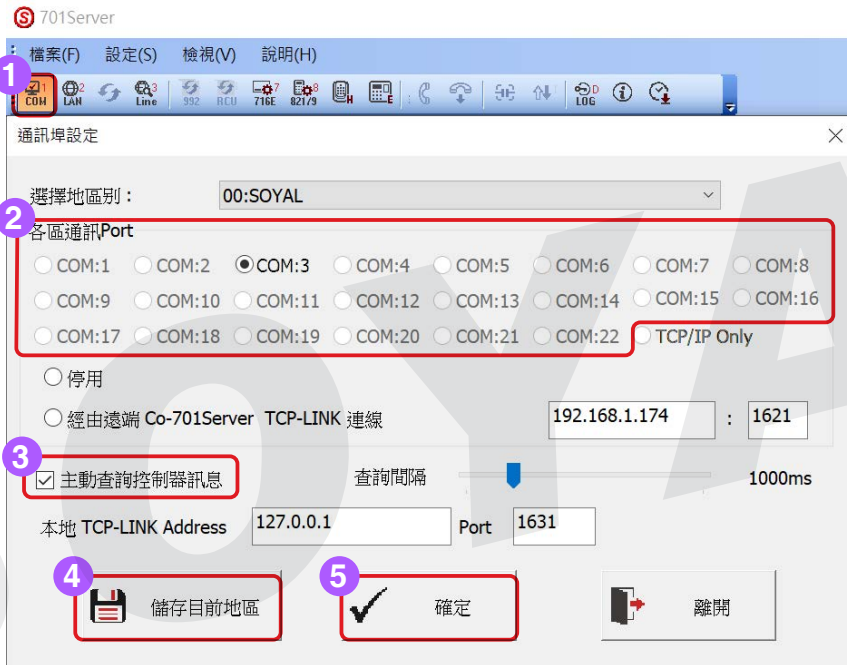 701Server
檔案(F) 設定(S) 檢視(V) 說明(H)
1
1 COM 2 LAN 3 Line 992 RCU 7 716E 8 821/9 H E D LOG
通訊埠設定
選擇地區別： 00:SOYAL
2
各區通訊Port
COM:1 COM:2 COM:3 COM:4 COM:5 COM:6 COM:7 COM:8
COM:9 COM:10 COM:11 COM:12 COM:13 COM:14 COM:15 COM:16
COM:17 COM:18 COM:19 COM:20 COM:21 COM:22 TCP/IP Only
停用
經由遠端 Co-701Server TCP-LINK 連線 192.168.1.174 : 1621
3
主動查詢控制器訊息 查詢間隔 1000ms
本地 TCP-LINK Address 127.0.0.1 Port 1631
4 5
儲存目前地區 確定 離開